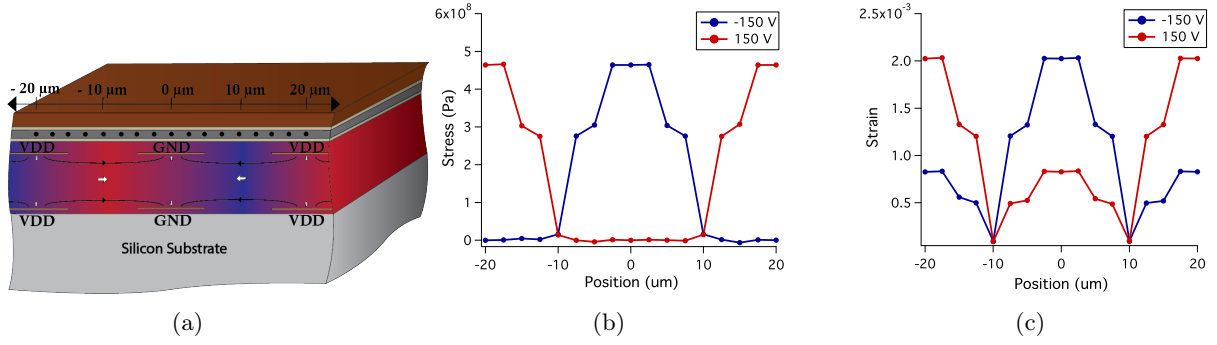 - 20 µm - 10 µm 0 µm 10 µm 20 µm
VDD GND VDD
VDD GND VDD
Silicon Substrate
(a)
6x10⁸
5
4
3
2
1
0
Stress (Pa)
-20 -10 0 10 20
Position (um)
-150 V
150 V
(b)
2.5x10⁻³
2.0
1.5
1.0
0.5
Strain
-20 -10 0 10 20
Position (um)
-150 V
150 V
(c)